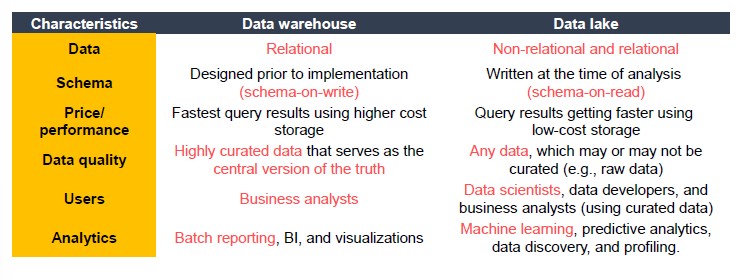 Characteristics Data warehouse Data lake
Data Relational Non-relational and relational
Schema Designed prior to implementation (schema-on-write) Written at the time of analysis (schema-on-read)
Price/ performance Fastest query results using higher cost storage Query results getting faster using low-cost storage
Data quality Highly curated data that serves as the central version of the truth Any data, which may or may not be curated (e.g., raw data)
Users Business analysts Data scientists, data developers, and business analysts (using curated data)
Analytics Batch reporting, BI, and visualizations Machine learning, predictive analytics, data discovery, and profiling.